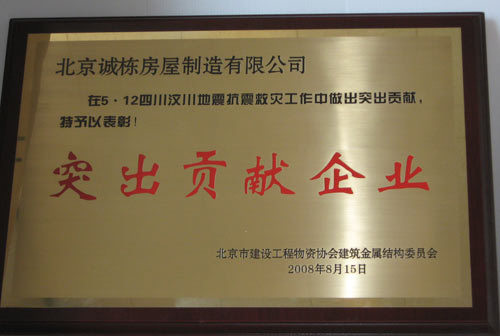 北京诚栋房屋制造有限公司
在5·12四川汶川地震抗震救灾工作中做出突出贡献，
特予以表彰！
突出贡献企业
北京市建设工程物资协会建筑金属结构委员会
2008年8月15日